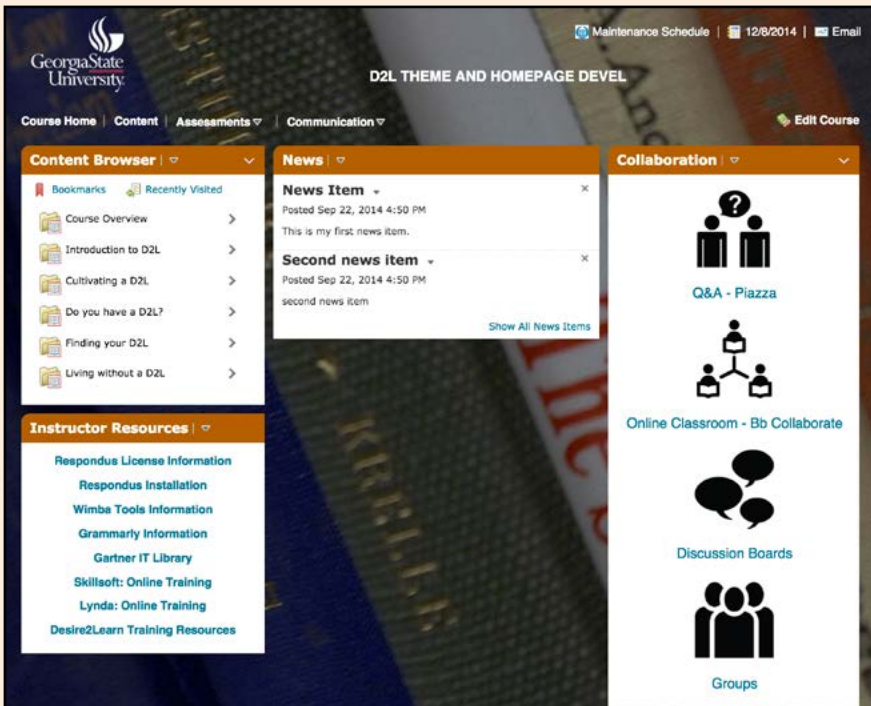 GeorgiaState
University
Maintenance Schedule | 12/8/2014 | Email
D2L THEME AND HOMEPAGE DEVEL
Course Home | Content | Assessments | Communication
Edit Course
Content Browser
Bookmarks Recently Visited
Course Overview
Introduction to D2L
Cultivating a D2L
Do you have a D2L?
Finding your D2L
Living without a D2L
Instructor Resources
Respondus License Information
Respondus Installation
Wimba Tools Information
Grammarly Information
Gartner IT Library
Skillsoft: Online Training
Lynda: Online Training
Desire2Learn Training Resources
News
News Item
Posted Sep 22, 2014 4:50 PM
This is my first news item.
Second news item
Posted Sep 22, 2014 4:50 PM
second news item
Show All News Items
Collaboration
?
Q&A - Piazza
Online Classroom - Bb Collaborate
Discussion Boards
Groups
KRELLE
The